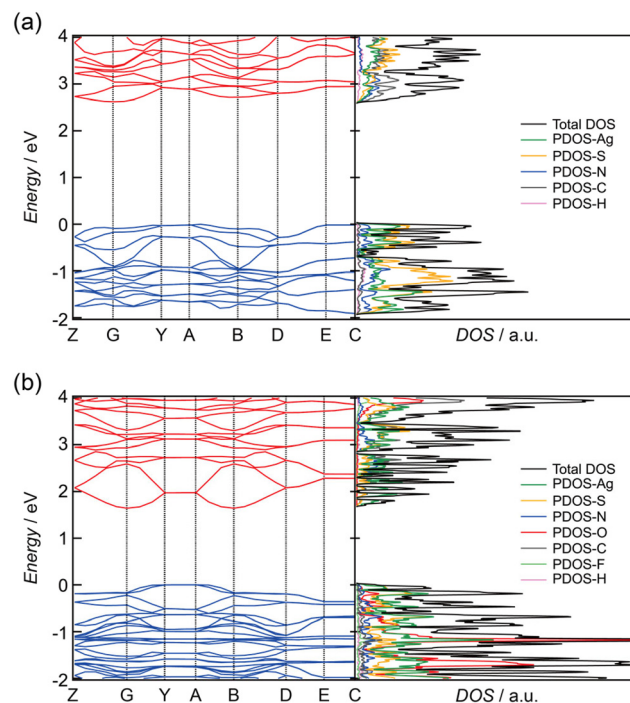 (a)
4
3
2
1
0
-1
-2
Energy / eV
Z G Y A B D E C
DOS / a.u.
Total DOS
PDOS-Ag
PDOS-S
PDOS-N
PDOS-C
PDOS-H
(b)
4
3
2
1
0
-1
-2
Energy / eV
Z G Y A B D E C
DOS / a.u.
Total DOS
PDOS-Ag
PDOS-S
PDOS-N
PDOS-O
PDOS-C
PDOS-F
PDOS-H